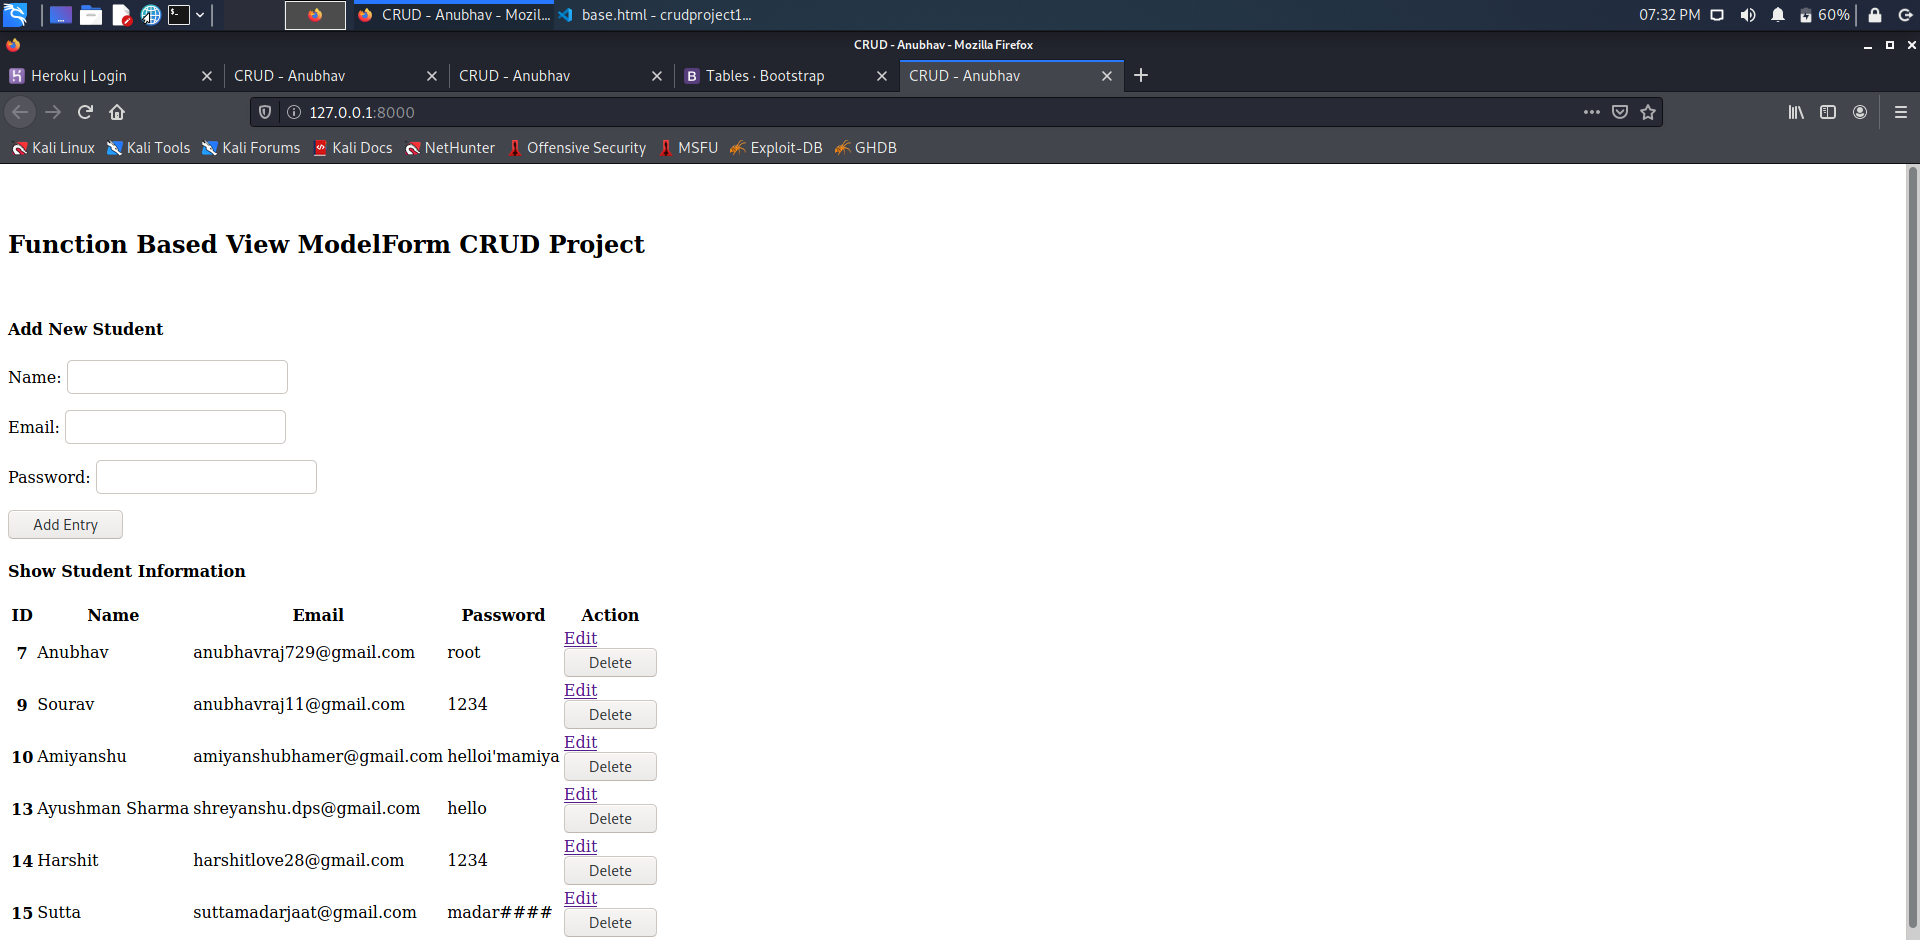 CRUD - Anubhav - Mozil... base.html - crudproject1... 07:32 PM 60%
CRUD - Anubhav - Mozilla Firefox
Heroku | Login CRUD - Anubhav CRUD - Anubhav B Tables · Bootstrap CRUD - Anubhav
127.0.0.1:8000
Kali Linux Kali Tools Kali Forums Kali Docs NetHunter Offensive Security MSFU Exploit-DB GHDB
Function Based View ModelForm CRUD Project
Add New Student
Name:
Email:
Password:
Add Entry
Show Student Information
ID Name Email Password Action
7 Anubhav anubhavraj729@gmail.com root Edit
Delete
9 Sourav anubhavraj11@gmail.com 1234 Edit
Delete
10 Amiyanshu amiyanshubhamer@gmail.com helloi'mamiya Edit
Delete
13 Ayushman Sharma shreyanshu.dps@gmail.com hello Edit
Delete
14 Harshit harshitlove28@gmail.com 1234 Edit
Delete
15 Sutta suttamadarjaat@gmail.com madar#### Edit
Delete